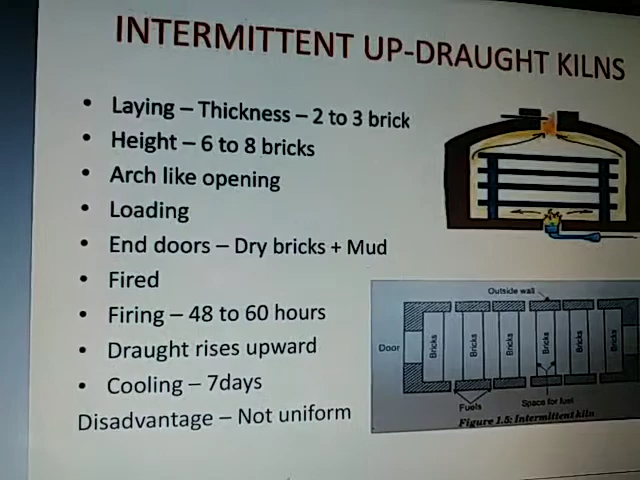 INTERMITTENT UP-DRAUGHT KILNS
• Laying – Thickness – 2 to 3 brick
• Height – 6 to 8 bricks
• Arch like opening
• Loading
• End doors – Dry bricks + Mud
• Fired
• Firing – 48 to 60 hours
• Draught rises upward
• Cooling – 7days
Disadvantage – Not uniform
Outside wall
Door
Bricks
Bricks
Bricks
Bricks
Bricks
Bricks
Fuels
Space for fuel
Figure 1.5: Intermittent kiln